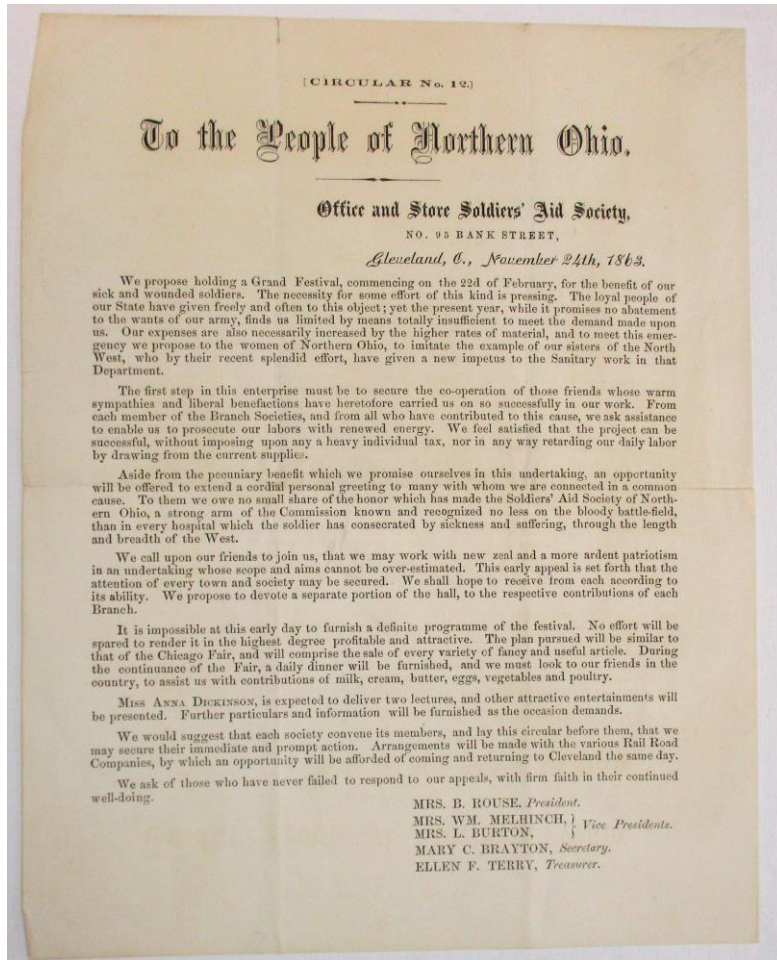 [CIRCULAR No. 12.]
To the People of Northern Ohio.
Office and Store Soldiers' Aid Society,
NO. 95 BANK STREET,
Cleveland, O., November 24th, 1863.
We propose holding a Grand Festival, commencing on the 22d of February, for the benefit of our
sick and wounded soldiers. The necessity for some effort of this kind is pressing. The loyal people of
our State have given freely and often to this object; yet the present year, while it promises no abatement
to the wants of our army, finds us limited by means totally insufficient to meet the demand made upon
us. Our expenses are also necessarily increased by the higher rates of material, and to meet this emer-
gency we propose to the women of Northern Ohio, to imitate the example of our sisters of the North
West, who by their recent splendid effort, have given a new impetus to the Sanitary work in that
Department.
The first step in this enterprise must be to secure the co-operation of those friends whose warm
sympathies and liberal benefactions have heretofore carried us on so successfully in our work. From
each member of the Branch Societies, and from all who have contributed to this cause, we ask assistance
to enable us to prosecute our labors with renewed energy. We feel satisfied that the project can be
successful, without imposing upon any a heavy individual tax, nor in any way retarding our daily labor
by drawing from the current supplies.
Aside from the pecuniary benefit which we promise ourselves in this undertaking, an opportunity
will be offered to extend a cordial personal greeting to many with whom we are connected in a common
cause. To them we owe no small share of the honor which has made the Soldiers' Aid Society of North-
ern Ohio, a strong arm of the Commission known and recognized no less on the bloody battle-field,
than in every hospital which the soldier has consecrated by sickness and suffering, through the length
and breadth of the West.
We call upon our friends to join us, that we may work with new zeal and a more ardent patriotism
in an undertaking whose scope and aims cannot be over-estimated. This early appeal is set forth that the
attention of every town and society may be secured. We shall hope to receive from each according to
its ability. We propose to devote a separate portion of the hall, to the respective contributions of each
Branch.
It is impossible at this early day to furnish a definite programme of the festival. No effort will be
spared to render it in the highest degree profitable and attractive. The plan pursued will be similar to
that of the Chicago Fair, and will comprise the sale of every variety of fancy and useful article. During
the continuance of the Fair, a daily dinner will be furnished, and we must look to our friends in the
country, to assist us with contributions of milk, cream, butter, eggs, vegetables and poultry.
MISS ANNA DICKINSON, is expected to deliver two lectures, and other attractive entertainments will
be presented. Further particulars and information will be furnished as the occasion demands.
We would suggest that each society convene its members, and lay this circular before them, that we
may secure their immediate and prompt action. Arrangements will be made with the various Rail Road
Companies, by which an opportunity will be afforded of coming and returning to Cleveland the same day.
We ask of those who have never failed to respond to our appeals, with firm faith in their continued
well-doing.
MRS. B. ROUSE, President.
MRS. WM. MELHINCH, } Vice Presidents.
MRS. L. BURTON,
MARY C. BRAYTON, Secretary.
ELLEN F. TERRY, Treasurer.